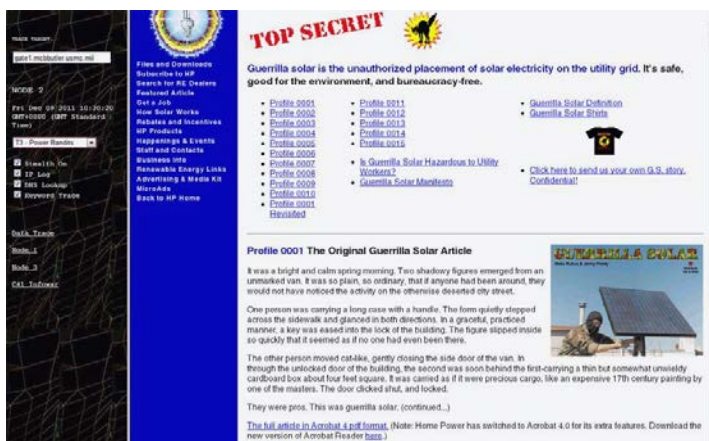 TRACE TARGET:
gate1.mcbbutler.usmc.mil
NODE 2
Fri Dec 09 2011 10:30:20
GMT+0000 (GMT Standard
Time)
T3 - Power Bandits
Stealth On
IP Log
DNS Lookup
Keyword Trace
Data Trace
Node 1
Node 3
CAE Infowar
Files and Downloads
Subscribe to HP
Search for RE Dealers
Featured Article
Get a Job
How Solar Works
Rebates and Incentives
HP Products
Happenings & Events
Staff and Contacts
Business Info
Renewable Energy Links
Advertising & Media Kit
MicroAds
Back to HP Home
TOP SECRET
Guerrilla solar is the unauthorized placement of solar electricity on the utility grid. It's safe,
good for the environment, and bureaucracy-free.
Profile 0001
Profile 0002
Profile 0003
Profile 0004
Profile 0005
Profile 0006
Profile 0007
Profile 0008
Profile 0009
Profile 0010
Profile 0001
Revisited
Profile 0011
Profile 0012
Profile 0013
Profile 0014
Profile 0015
Is Guerrilla Solar Hazardous to Utility
Workers?
Guerrilla Solar Manifesto
Guerrilla Solar Definition
Guerrilla Solar Shirts
Click here to send us your own G.S. story.
Confidential!
Profile 0001 The Original Guerrilla Solar Article
GUERRILLA SOLAR
It was a bright and calm spring morning. Two shadowy figures emerged from an
unmarked van. It was so plain, so ordinary, that if anyone had been around, they
would not have noticed the activity on the otherwise deserted city street.
One person was carrying a long case with a handle. The form quietly stepped
across the sidewalk and glanced in both directions. In a graceful, practiced
manner, a key was eased into the lock of the building. The figure slipped inside
so quickly that it seemed as if no one had even been there.
The other person moved cat-like, gently closing the side door of the van. In
through the unlocked door of the building, the second was soon behind the first-carrying a thin but somewhat unwieldy
cardboard box about four feet square. It was carried as if it were precious cargo, like an expensive 17th century painting by
one of the masters. The door clicked shut, and locked.
They were pros. This was guerrilla solar, (continued...)
The full article in Acrobat 4 pdf format. (Note: Home Power has switched to Acrobat 4.0 for its extra features. Download the
new version of Acrobat Reader here.)